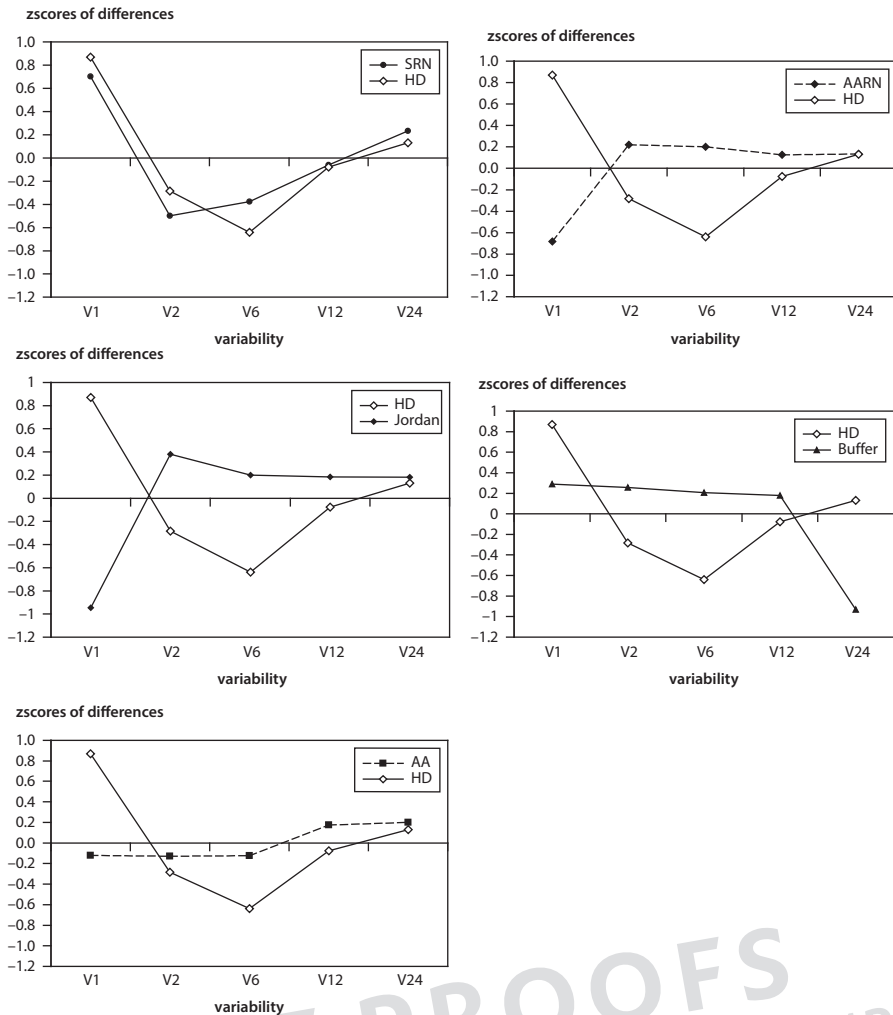 zscores of differences
1.0
0.8
0.6
0.4
0.2
0.0
–0.2
–0.4
–0.6
–0.8
–1.0
–1.2
SRN
HD
V1 V2 V6 V12 V24
variability
zscores of differences
1.0
0.8
0.6
0.4
0.2
0.0
–0.2
–0.4
–0.6
–0.8
–1.0
–1.2
AARN
HD
V1 V2 V6 V12 V24
variability
zscores of differences
1
0.8
0.6
0.4
0.2
0
–0.2
–0.4
–0.6
–0.8
–1
–1.2
HD
Jordan
V1 V2 V6 V12 V24
variability
zscores of differences
1
0.8
0.6
0.4
0.2
0
–0.2
–0.4
–0.6
–0.8
–1
–1.2
HD
Buffer
V1 V2 V6 V12 V24
variability
zscores of differences
1.0
0.8
0.6
0.4
0.2
0.0
–0.2
–0.4
–0.6
–0.8
–1.0
–1.2
AA
HD
V1 V2 V6 V12 V24
variability
PROOFS